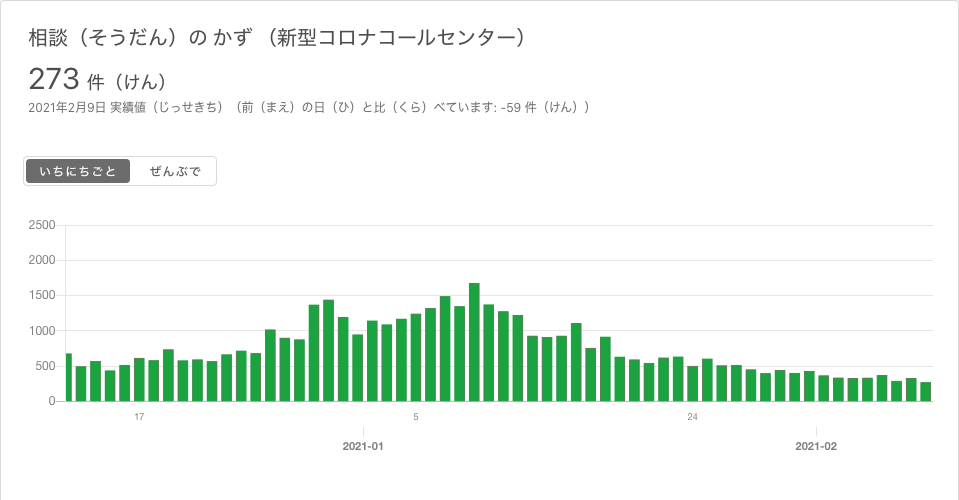 相談（そうだん）の かず （新型コロナコールセンター）
273 件（けん）
2021年2月9日 実績値（じっせきち）（前（まえ）の日（ひ）と比（くら）べています: -59 件（けん））
いちにちごと ぜんぶで
2500
2000
1500
1000
500
0
17 5 24
2021-01 2021-02